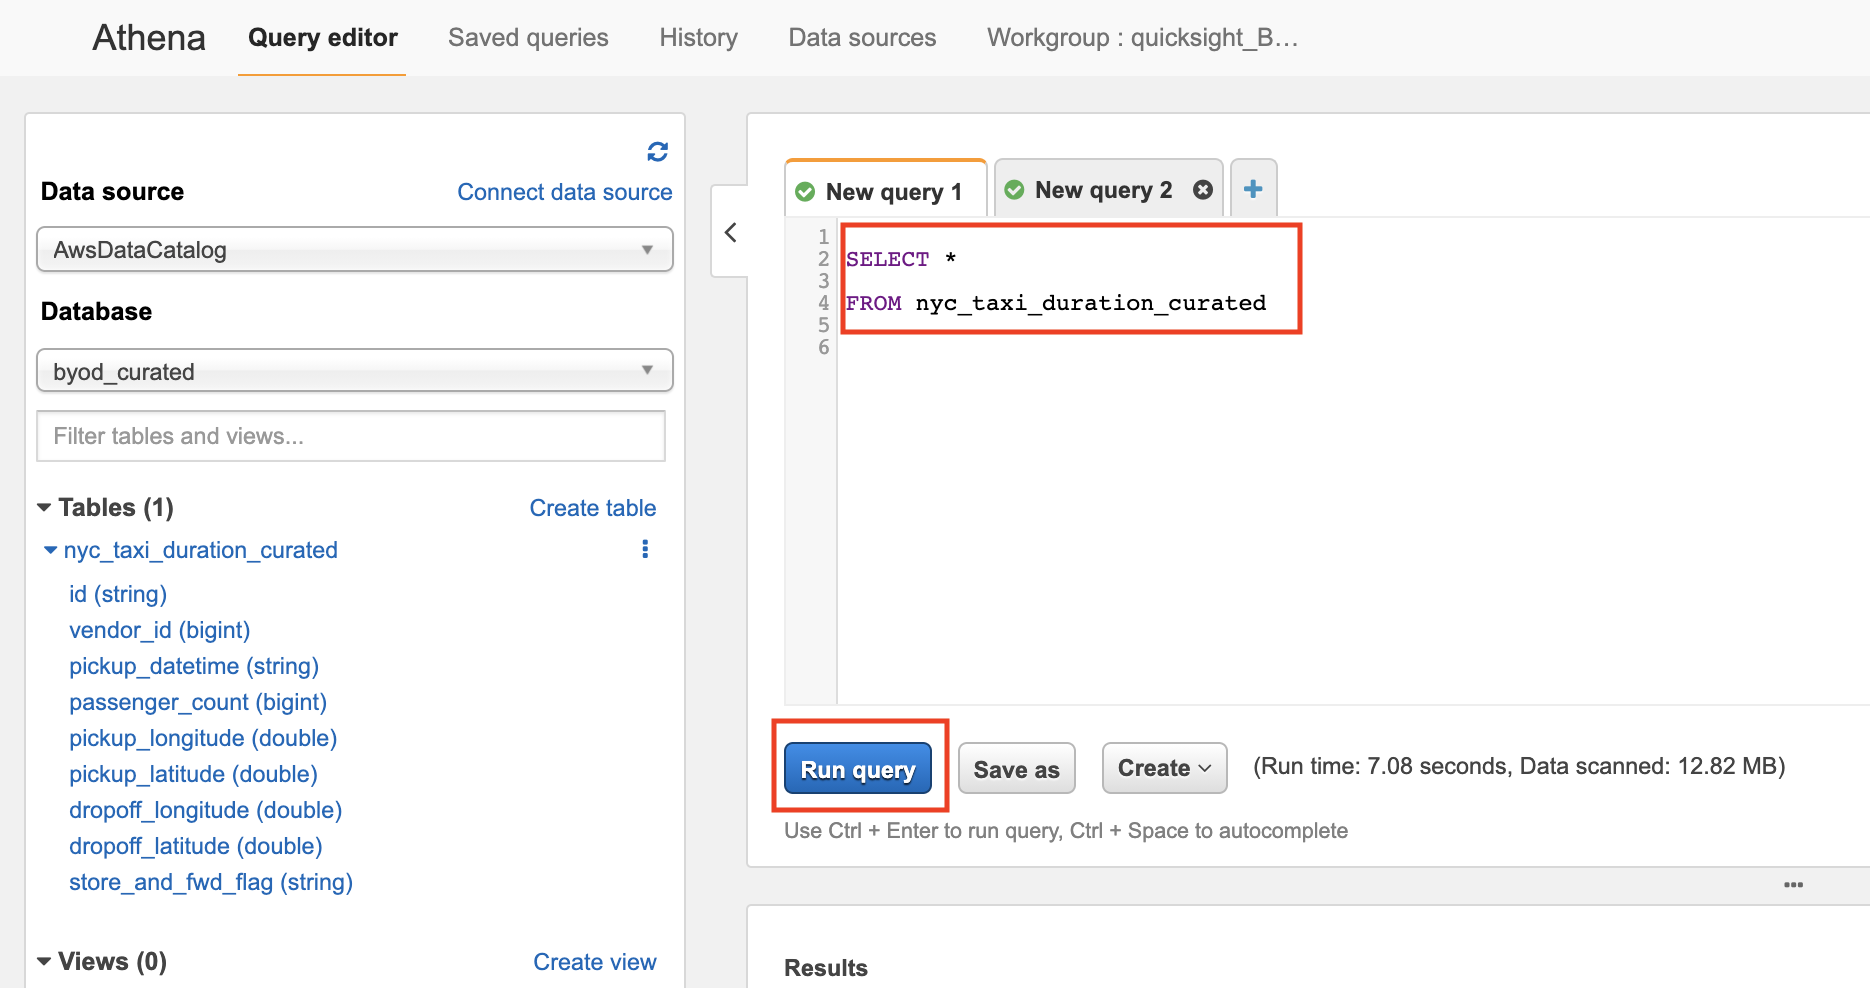 Athena Query editor Saved queries History Data sources Workgroup : quicksight_B...
Data source Connect data source
AwsDataCatalog
Database
byod_curated
Filter tables and views...
Tables (1) Create table
nyc_taxi_duration_curated
id (string)
vendor_id (bigint)
pickup_datetime (string)
passenger_count (bigint)
pickup_longitude (double)
pickup_latitude (double)
dropoff_longitude (double)
dropoff_latitude (double)
store_and_fwd_flag (string)
Views (0) Create view
New query 1 New query 2
1
2 SELECT *
3
4 FROM nyc_taxi_duration_curated
5
6
Run query Save as Create (Run time: 7.08 seconds, Data scanned: 12.82 MB)
Use Ctrl + Enter to run query, Ctrl + Space to autocomplete
Results